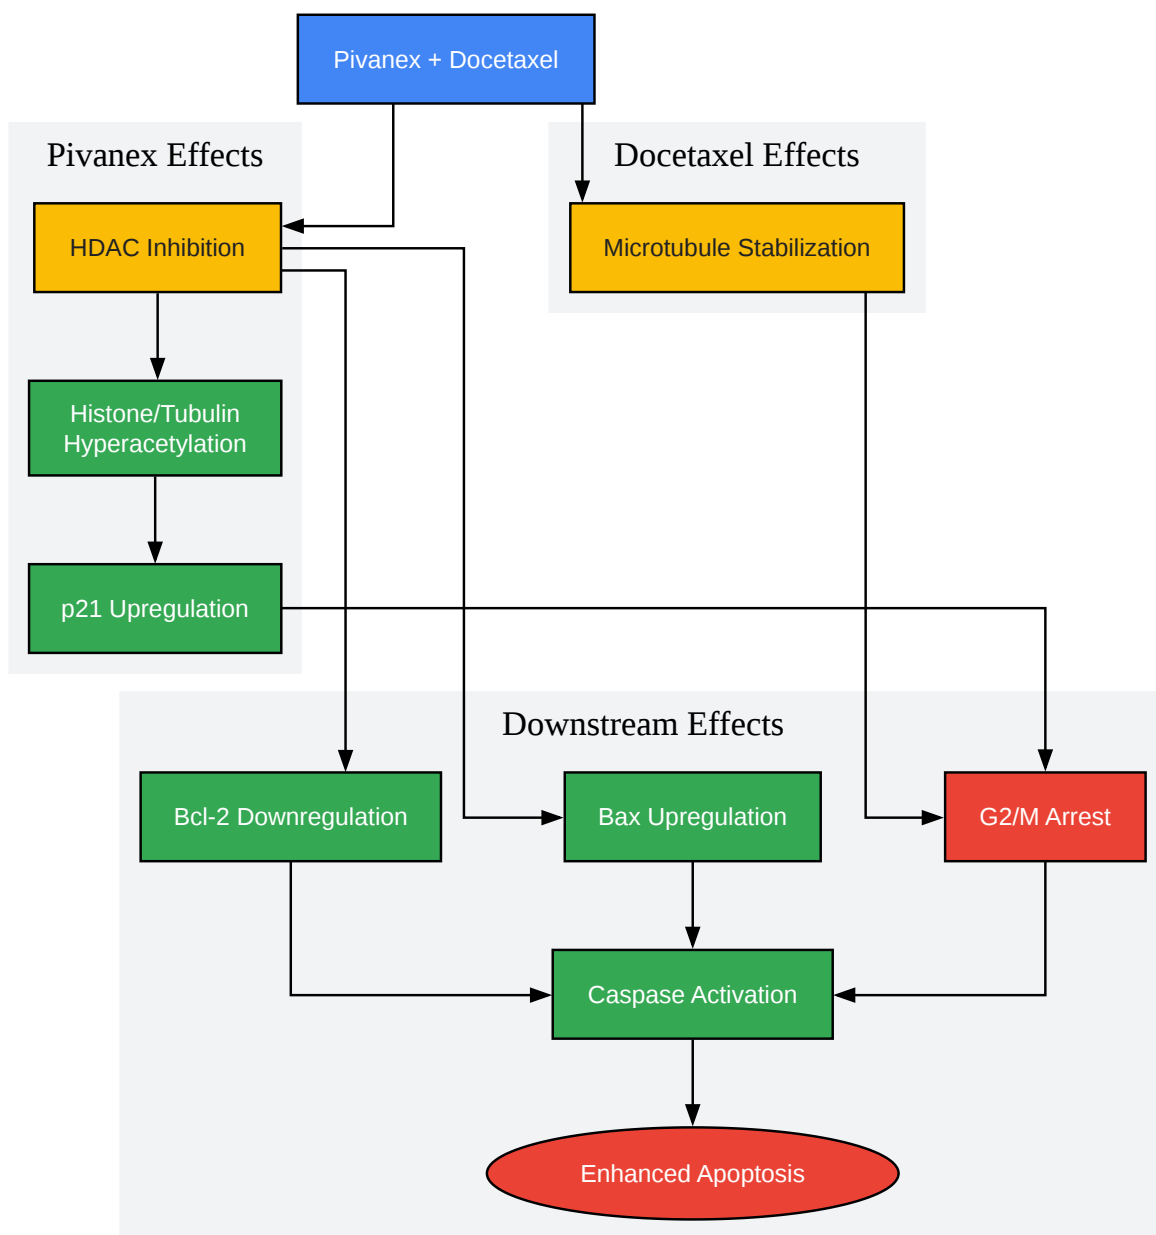 Pivanex + Docetaxel
Pivanex Effects
Docetaxel Effects
HDAC Inhibition
Microtubule Stabilization
Histone/Tubulin
Hyperacetylation
p21 Upregulation
Downstream Effects
Bcl-2 Downregulation
Bax Upregulation
G2/M Arrest
Caspase Activation
Enhanced Apoptosis